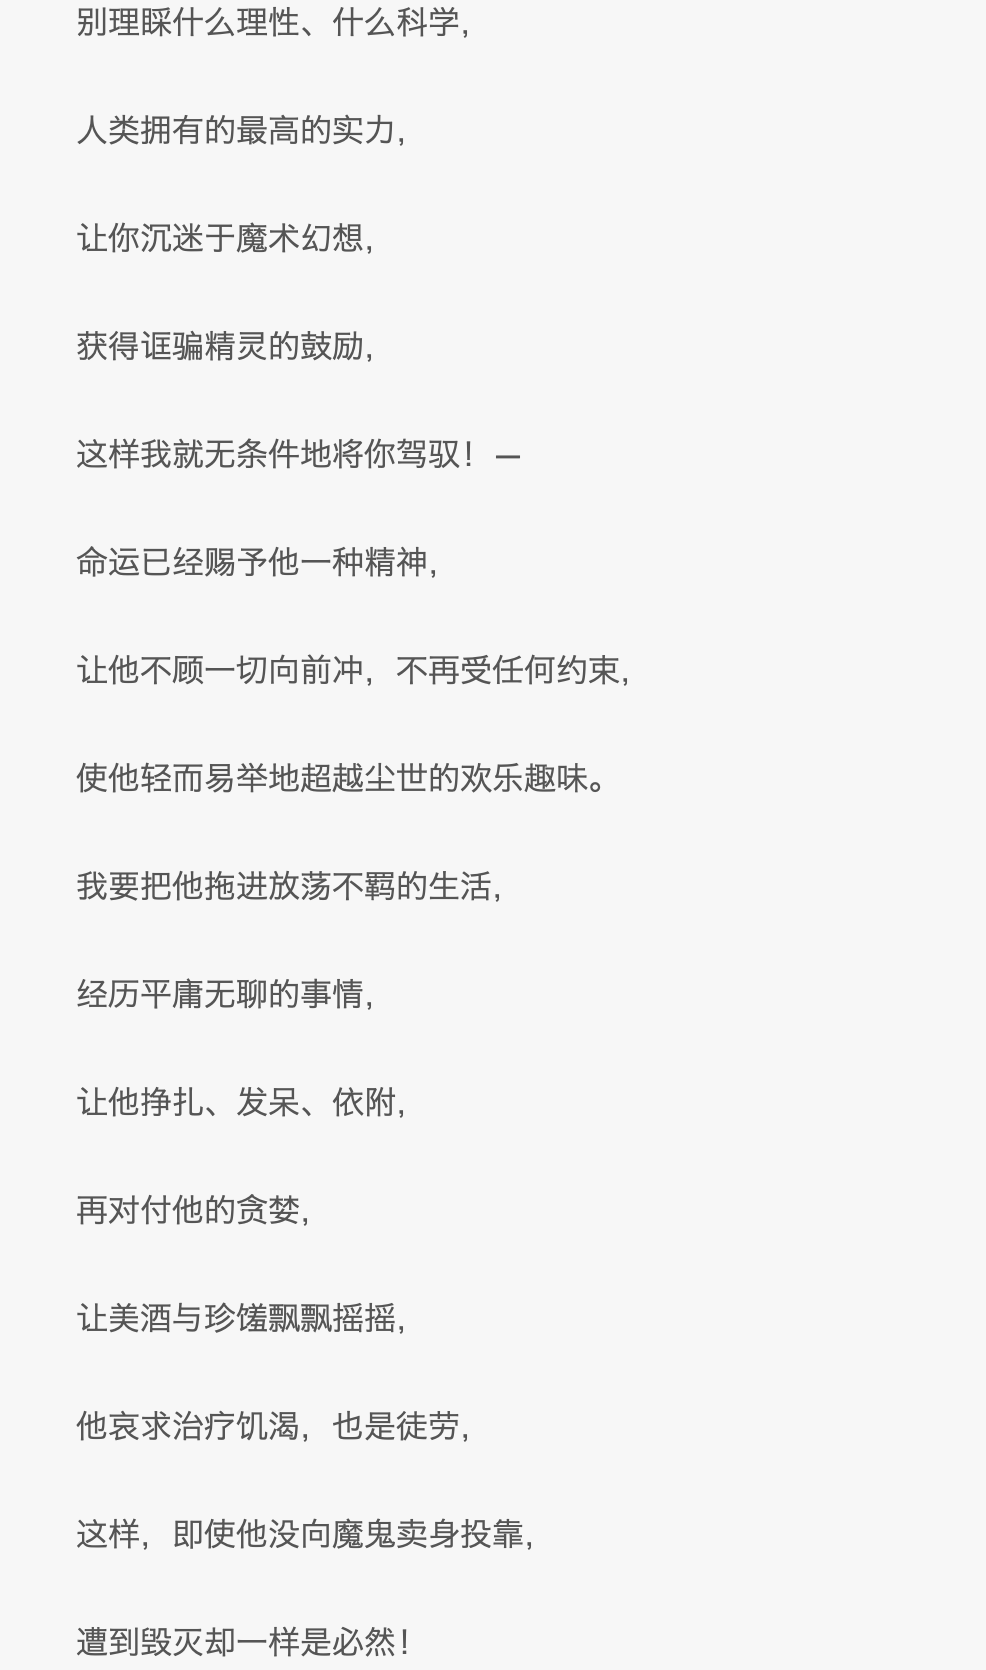 别理睬什么理性、什么科学,
人类拥有的最高的实力,
让你沉迷于魔术幻想,
获得诓骗精灵的鼓励,
这样我就无条件地将你驾驭！—
命运已经赐予他一种精神,
让他不顾一切向前冲，不再受任何约束,
使他轻而易举地超越尘世的欢乐趣味。
我要把他拖进放荡不羁的生活,
经历平庸无聊的事情,
让他挣扎、发呆、依附,
再对付他的贪婪,
让美酒与珍馐飘飘摇摇,
他哀求治疗饥渴，也是徒劳,
这样，即使他没向魔鬼卖身投靠,
遭到毁灭却一样是必然！